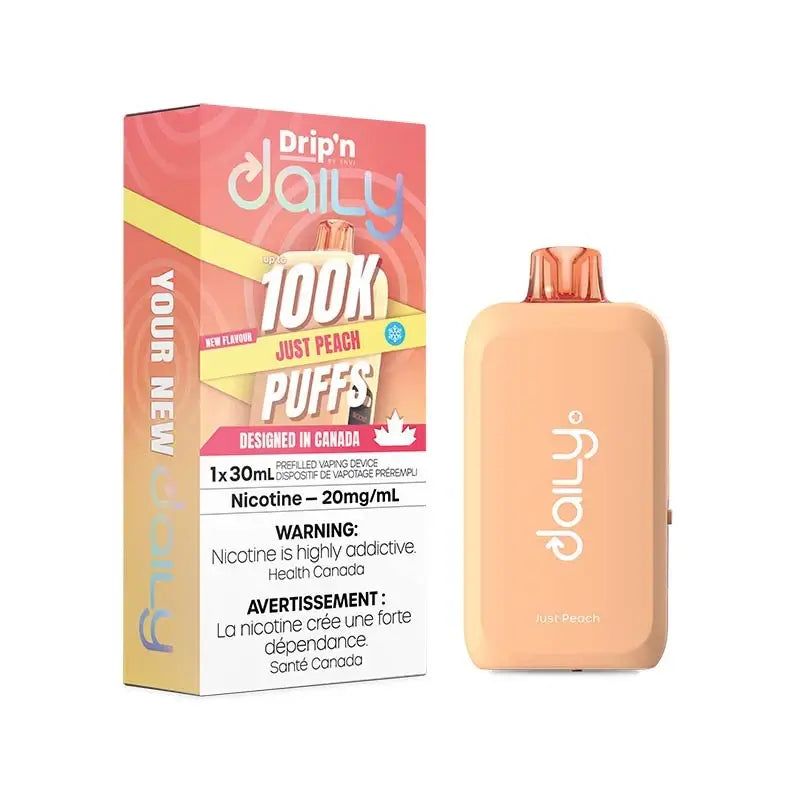 Drip'n
BY ENVI
daily
up to
100K
NEW FLAVOUR
JUST PEACH
PUFFS
DESIGNED IN CANADA
1x30mL PREFILLED VAPING DEVICE
DISPOSITIF DE VAPOTAGE PRÉREMPLI
Nicotine – 20mg/mL
WARNING:
Nicotine is highly addictive.
Health Canada
AVERTISSEMENT :
La nicotine crée une forte
dépendance.
Santé Canada
YOUR NEW daily
daily
Just Peach